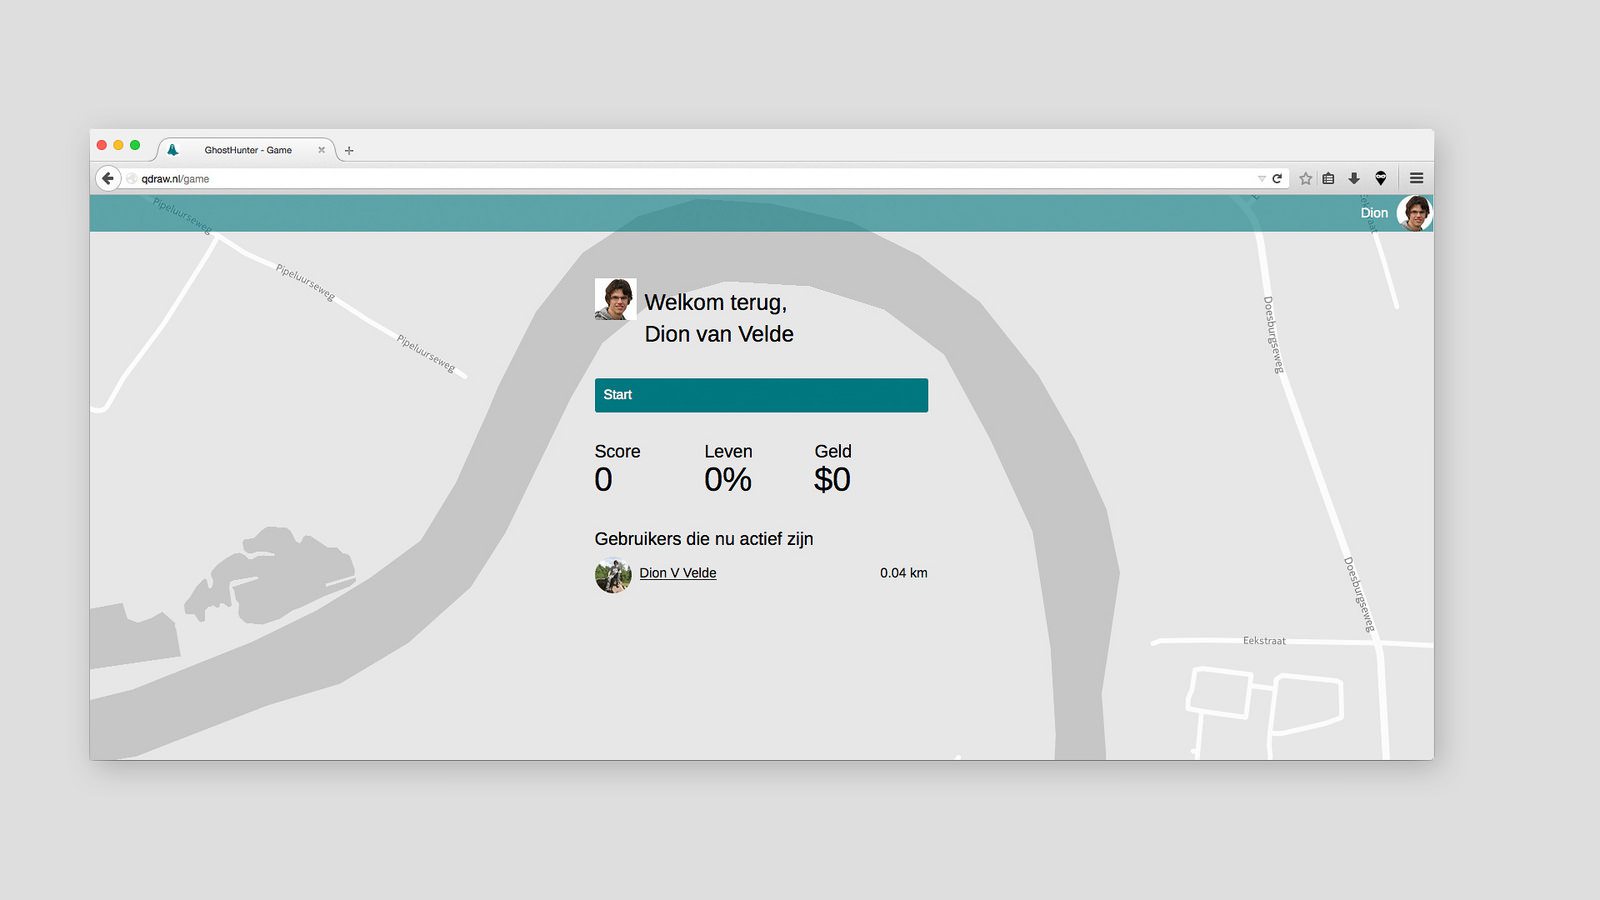 GhostHunter - Game
qdraw.nl/game
Dion
Pipeluurseweg
Pipeluurseweg
Pipeluurseweg
Welkom terug,
Dion van Velde
Start
Score
Leven
Geld
0
0%
$0
Gebruikers die nu actief zijn
Dion V Velde
0.04 km
Doesburgseweg
Doesburgseweg
Eekstraat